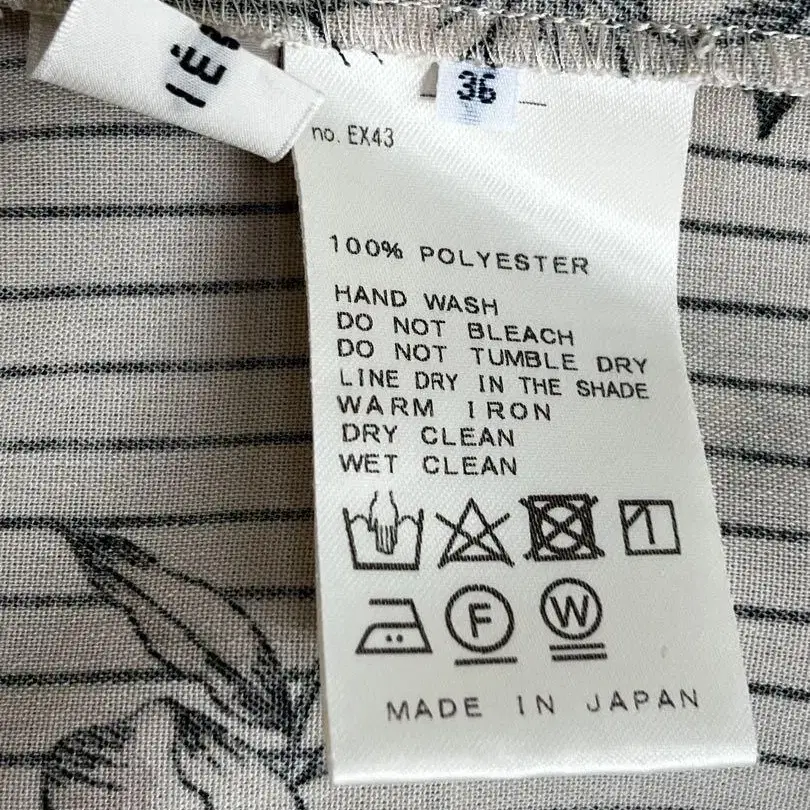 36
no. EX43
100% POLYESTER
HAND WASH
DO NOT BLEACH
DO NOT TUMBLE DRY
LINE DRY IN THE SHADE
WARM IRON
DRY CLEAN
WET CLEAN
F W
MADE IN JAPAN